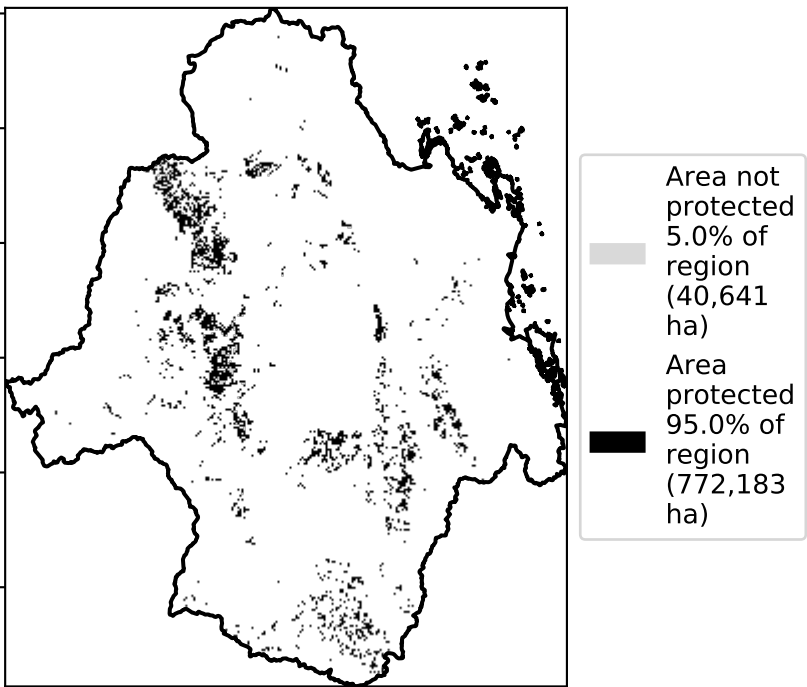 Area not
protected
5.0% of
region
(40,641
ha)
Area
protected
95.0% of
region
(772,183
ha)